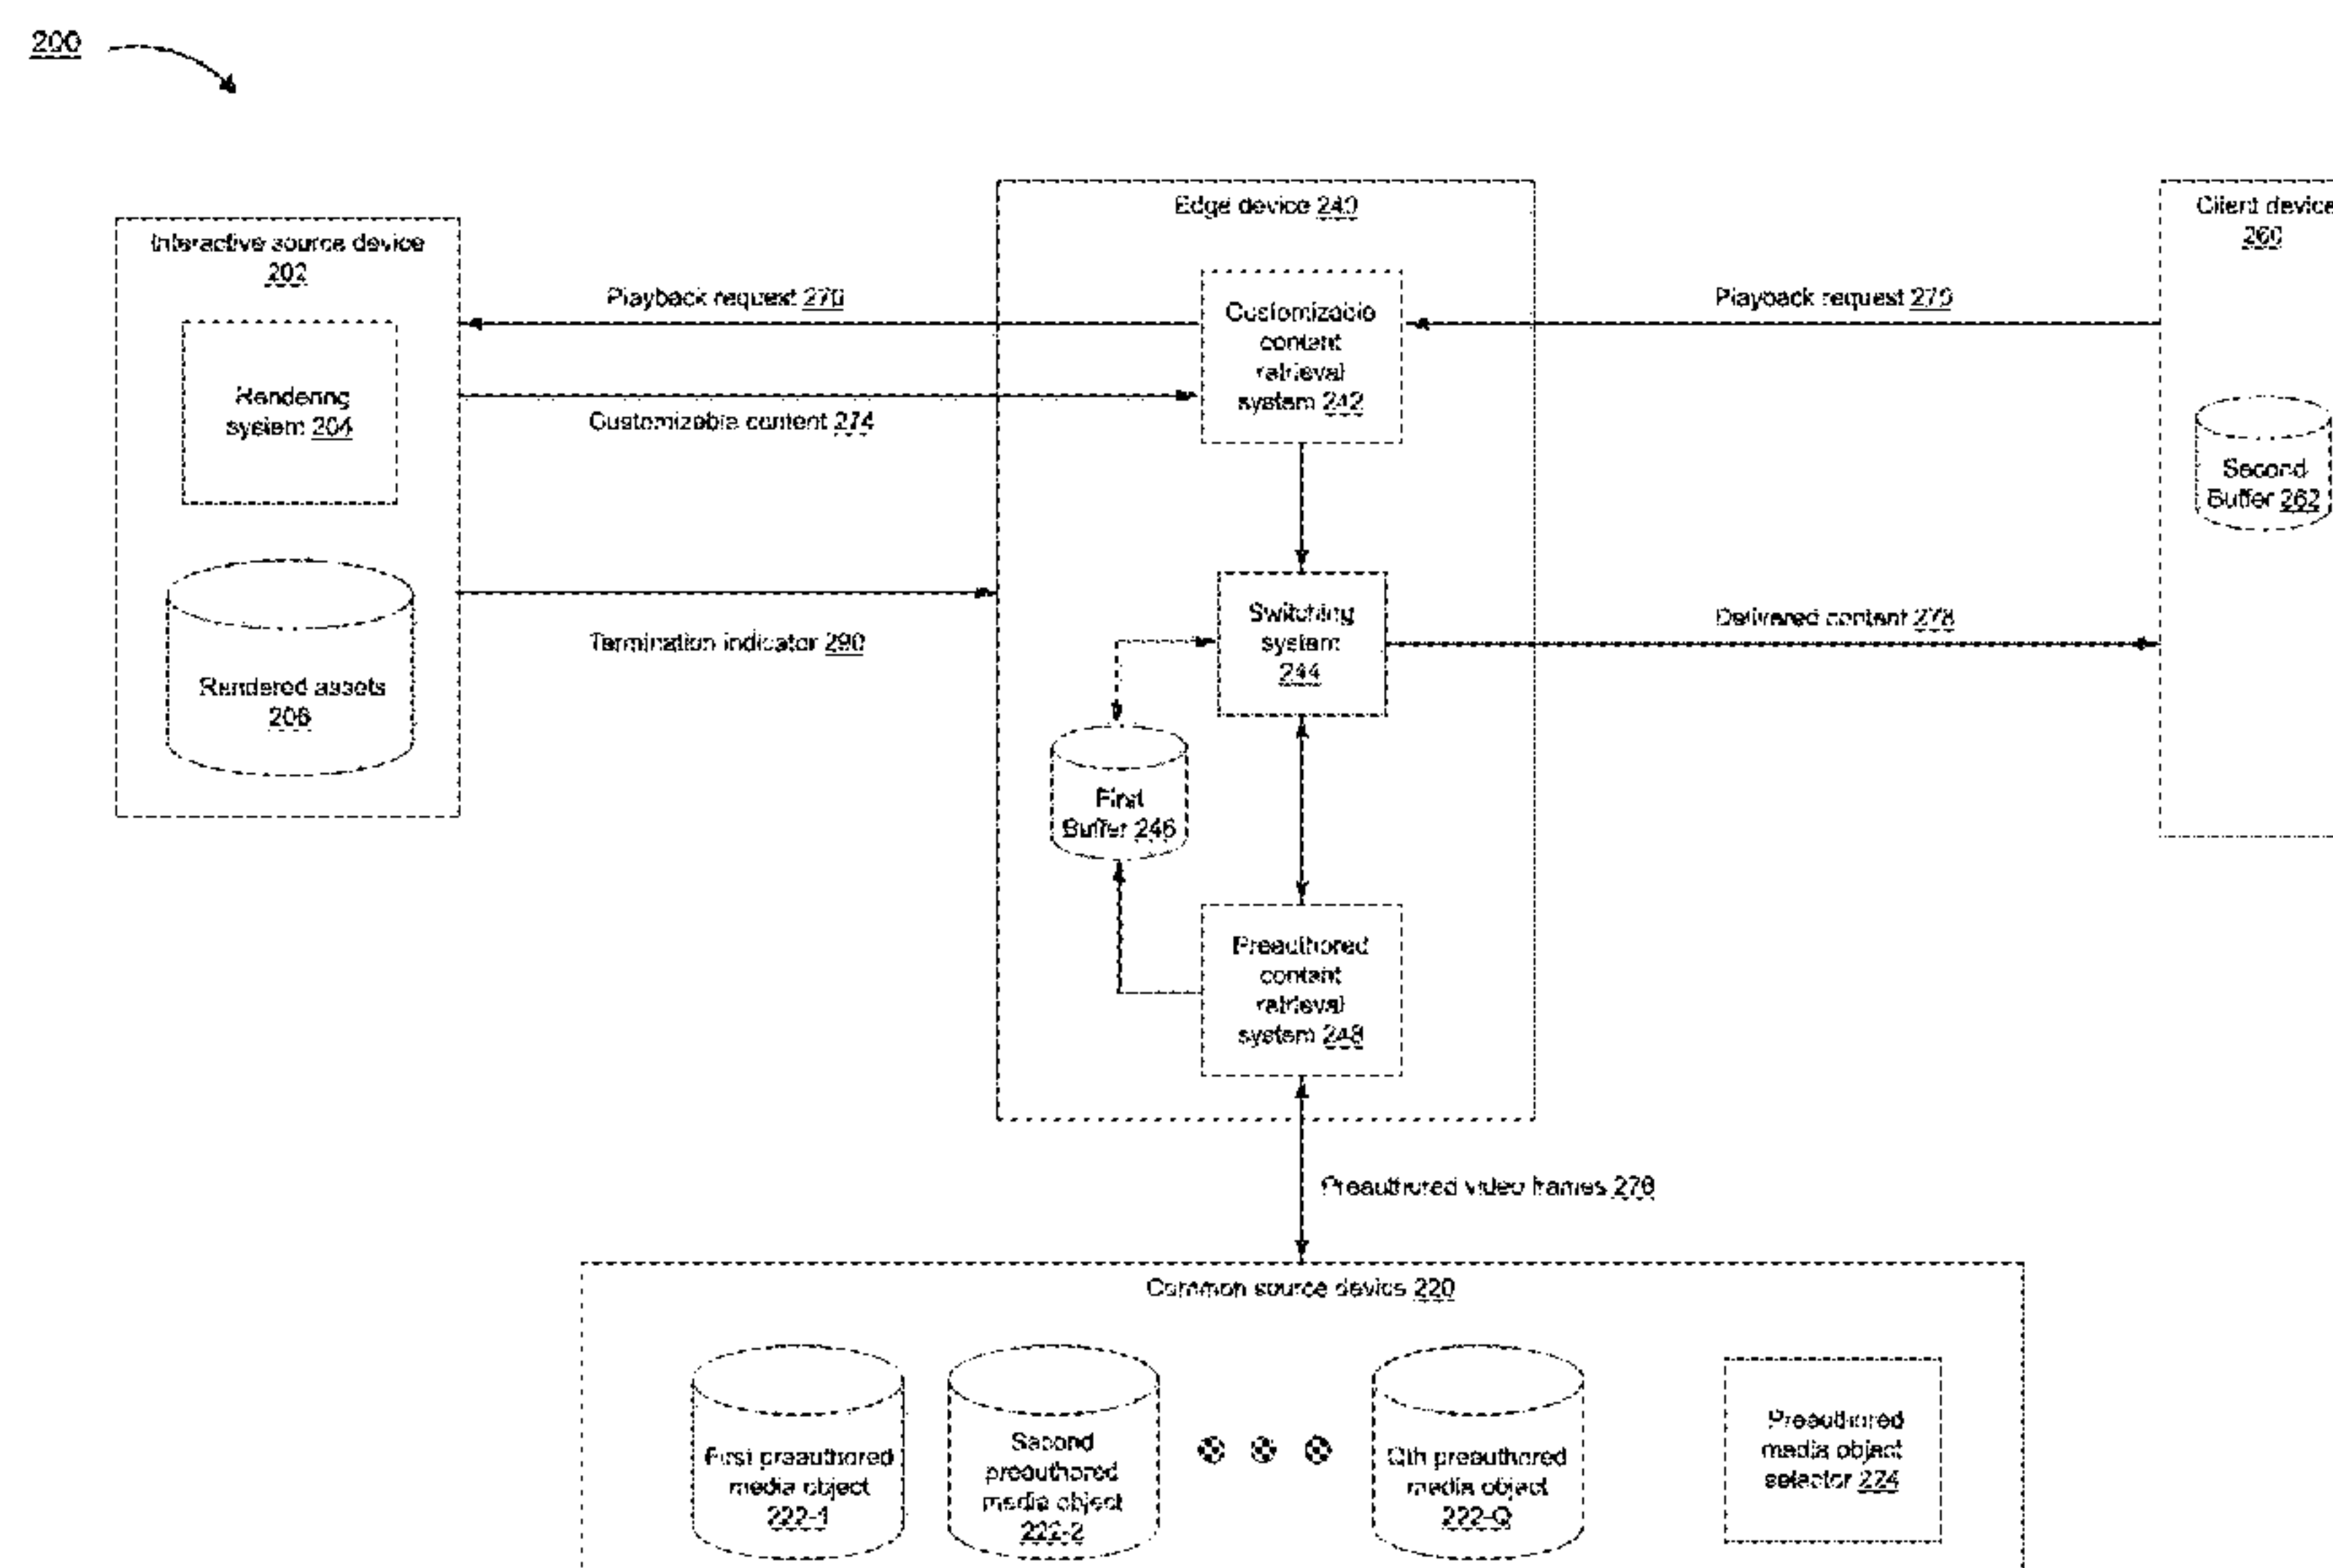 200
Edge device 240
Client device
260
Interactive source device
202
Playback request 270
Playback request 270
Customizable
content
retrieval
system 242
Rendering
system 204
Customizable content 274
Second
Buffer 262
Switching
system
244
Termination indicator 290
Delivered content 278
Rendered assets
206
First
Buffer 246
Preauthored
content
retrieval
system 248
Preauthored video frames 276
Common source device 220
First preauthored
media object
222-1
Second
preauthored
media object
222-2
Qth preauthored
media object
222-Q
Preauthored
media object
selector 224